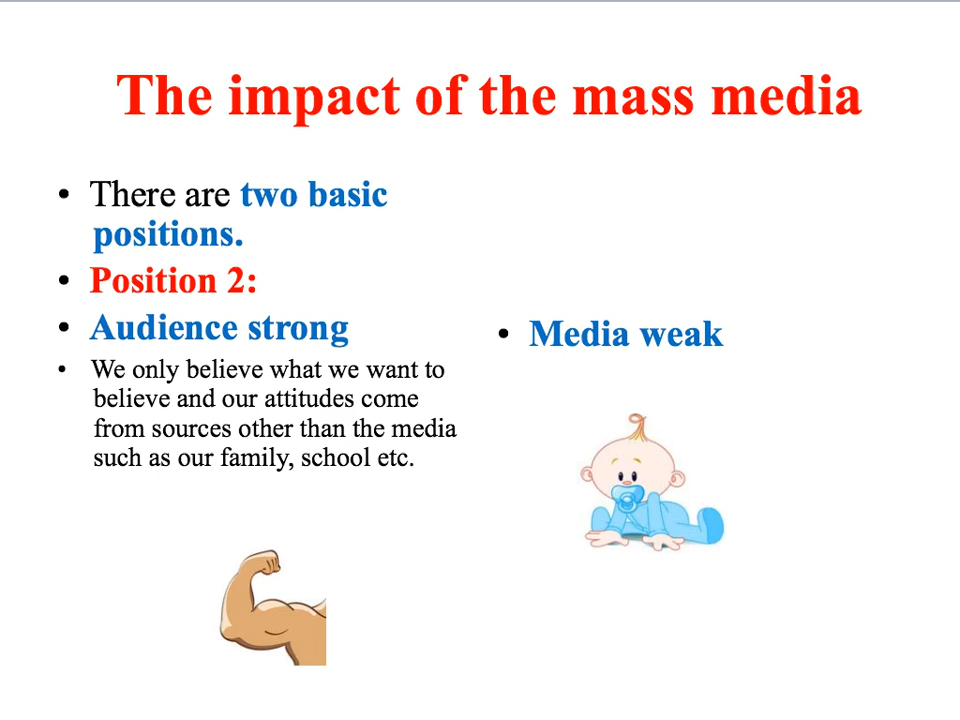 The impact of the mass media
• There are two basic
positions.
• Position 2:
• Audience strong
• We only believe what we want to
believe and our attitudes come
from sources other than the media
such as our family, school etc.
• Media weak